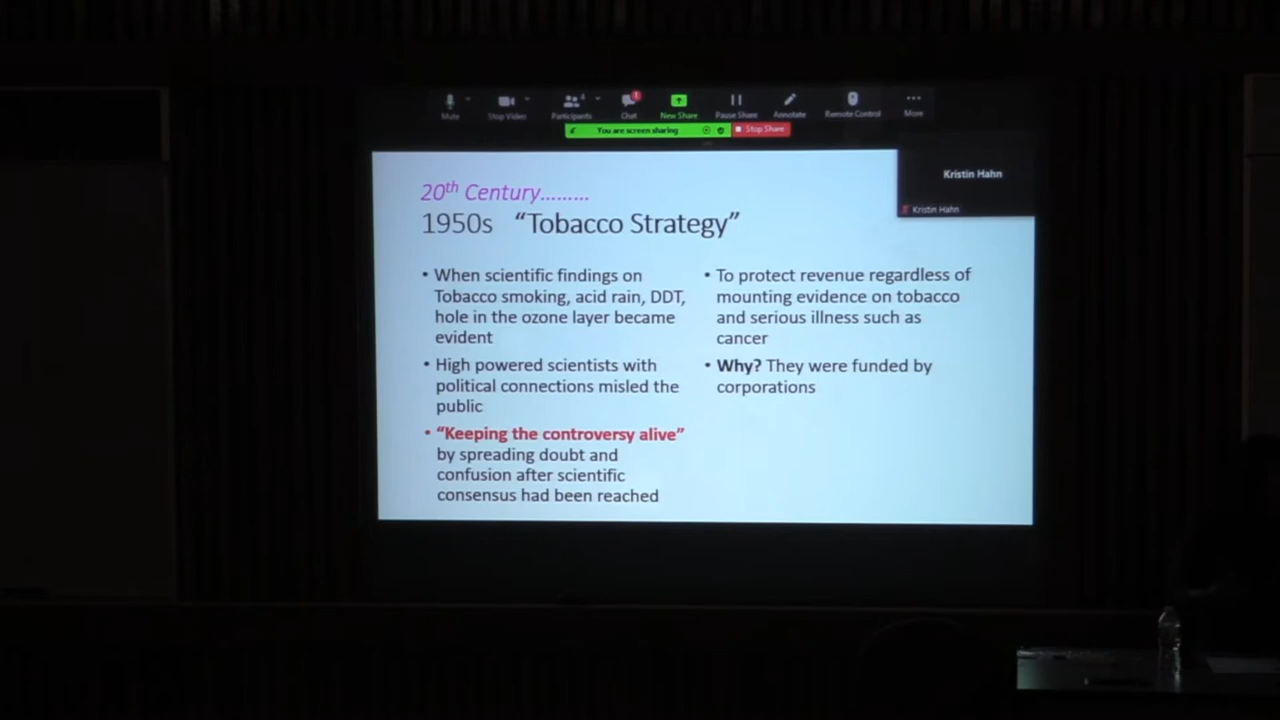 Mute
Stop Video
Participants
4
Chat
1
New Share
Pause Share
Annotate
Remote Control
More
You are screen sharing
Stop Share
Kristin Hahn
Kristin Hahn
20th Century.........
1950s "Tobacco Strategy"
• When scientific findings on
Tobacco smoking, acid rain, DDT,
hole in the ozone layer became
evident
• High powered scientists with
political connections misled the
public
• "Keeping the controversy alive"
by spreading doubt and
confusion after scientific
consensus had been reached
• To protect revenue regardless of
mounting evidence on tobacco
and serious illness such as
cancer
• Why? They were funded by
corporations